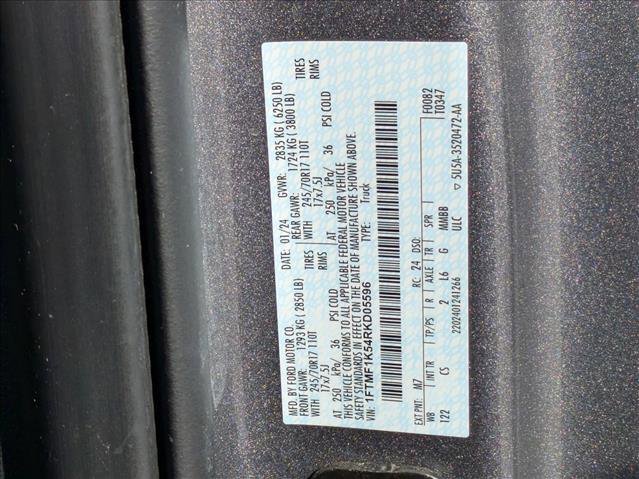 MFD. BY FORD MOTOR CO. DATE: 01/24 GVWR: 2835 KG ( 6250 LB)
FRONT GAWR: 1293 KG ( 2850 LB) REAR GAWR: 1724 KG ( 3800 LB)
WITH 245/70R17 110T TIRES WITH 245/70R17 110T TIRES
17x7.5J RIMS 17x7.5J RIMS
AT 250 kPa/ 36 PSI COLD AT 250 kPa/ 36 PSI COLD
THIS VEHICLE CONFORMS TO ALL APPLICABLE FEDERAL MOTOR VEHICLE
SAFETY STANDARDS IN EFFECT ON THE DATE OF MANUFACTURE SHOWN ABOVE.
VIN: 1FTMF1K54RKD05596 TYPE: Truck
F0082
T0347
EXT PNT: M7 RC: 24 DSO:
WB INT TR TP/PS R AXLE TR SPR
122 CS 2 L6 G MMBB
ULC
2202401241266 ▽ 5U5A-3520472-AA